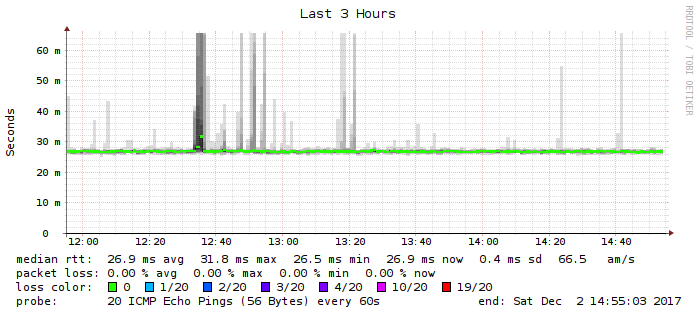 Last 3 Hours
RRDTOOL / TOBI OETIKER
Seconds
60 m
50 m
40 m
30 m
20 m
10 m
0
12:00 12:20 12:40 13:00 13:20 13:40 14:00 14:20 14:40
median rtt: 26.9 ms avg 31.8 ms max 26.5 ms min 26.9 ms now 0.4 ms sd 66.5 am/s
packet loss: 0.00 % avg 0.00 % max 0.00 % min 0.00 % now
loss color: 0 1/20 2/20 3/20 4/20 10/20 19/20
probe: 20 ICMP Echo Pings (56 Bytes) every 60s end: Sat Dec 2 14:55:03 2017